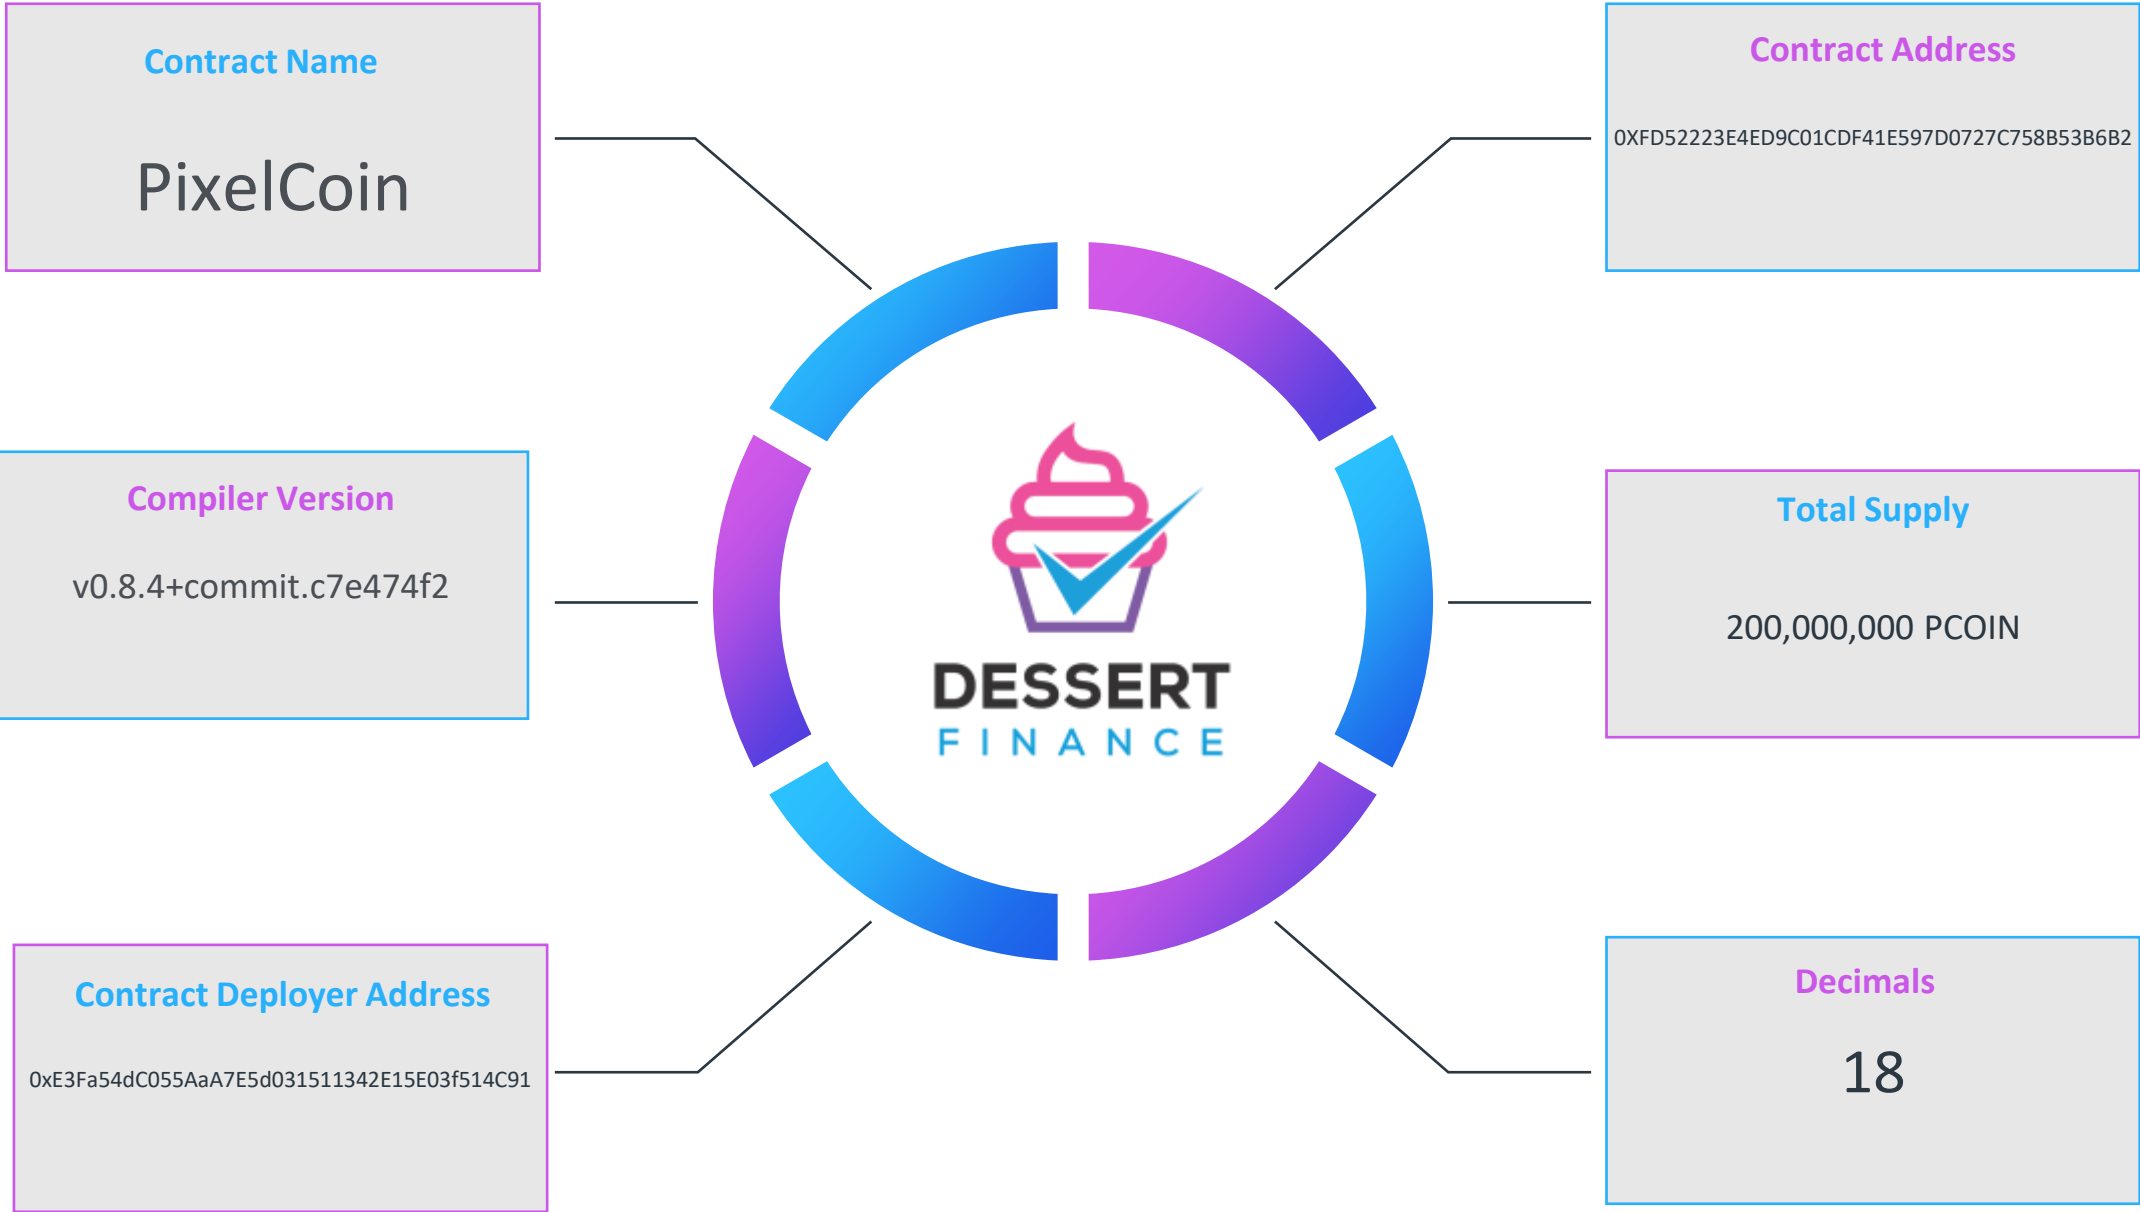 Contract Name
PixelCoin
Contract Address
0XFD52223E4ED9C01CDF41E597D0727C758B53B6B2
Compiler Version
v0.8.4+commit.c7e474f2
DESSERT
FINANCE
Total Supply
200,000,000 PCOIN
Contract Deployer Address
0xE3Fa54dC055AaA7E5d031511342E15E03f514C91
Decimals
18